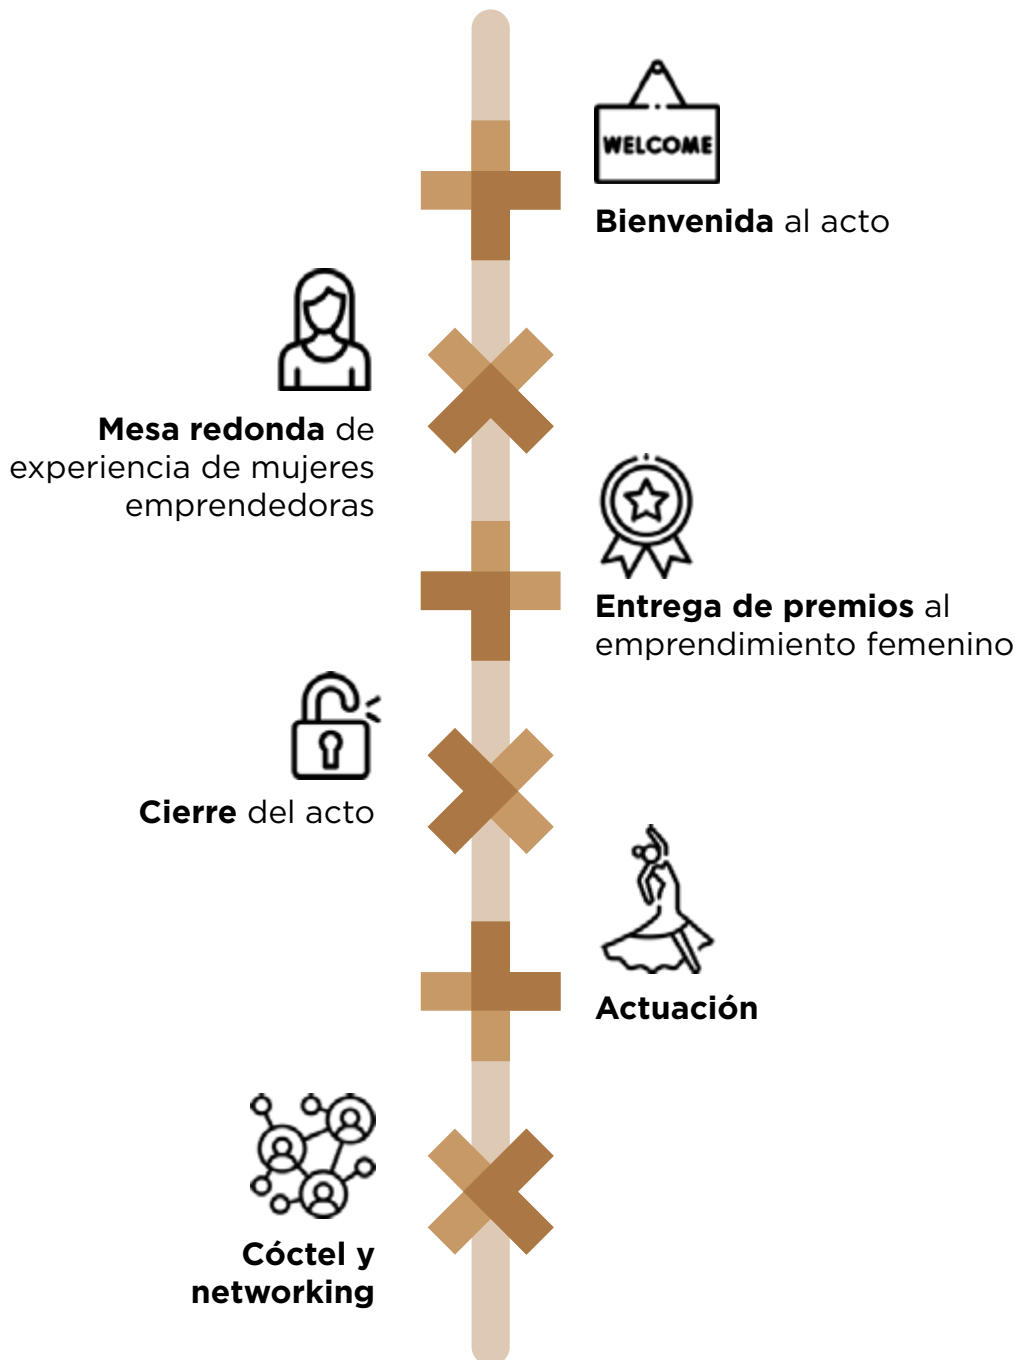 WELCOME
Bienvenida al acto
Mesa redonda de
experiencia de mujeres
emprendedoras
Entrega de premios al
emprendimiento femenino
Cierre del acto
Actuación
Cóctel y
networking